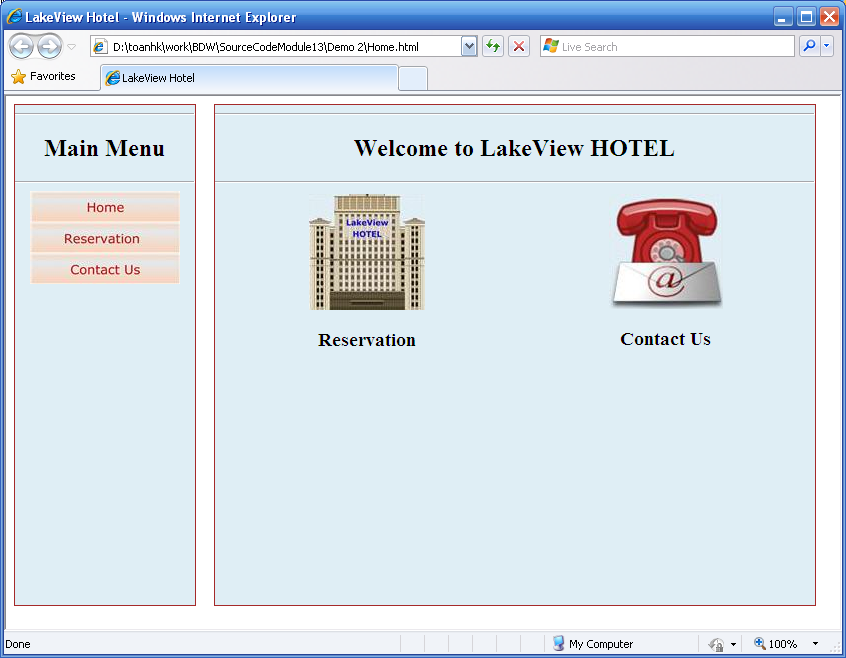 LakeView Hotel - Windows Internet Explorer
D:\toanhk\work\BDW\SourceCodeModule13\Demo 2\Home.html
Live Search
Favorites
LakeView Hotel
Main Menu
Home
Reservation
Contact Us
Welcome to LakeView HOTEL
LakeView
HOTEL
@
Reservation
Contact Us
Done
My Computer
100%